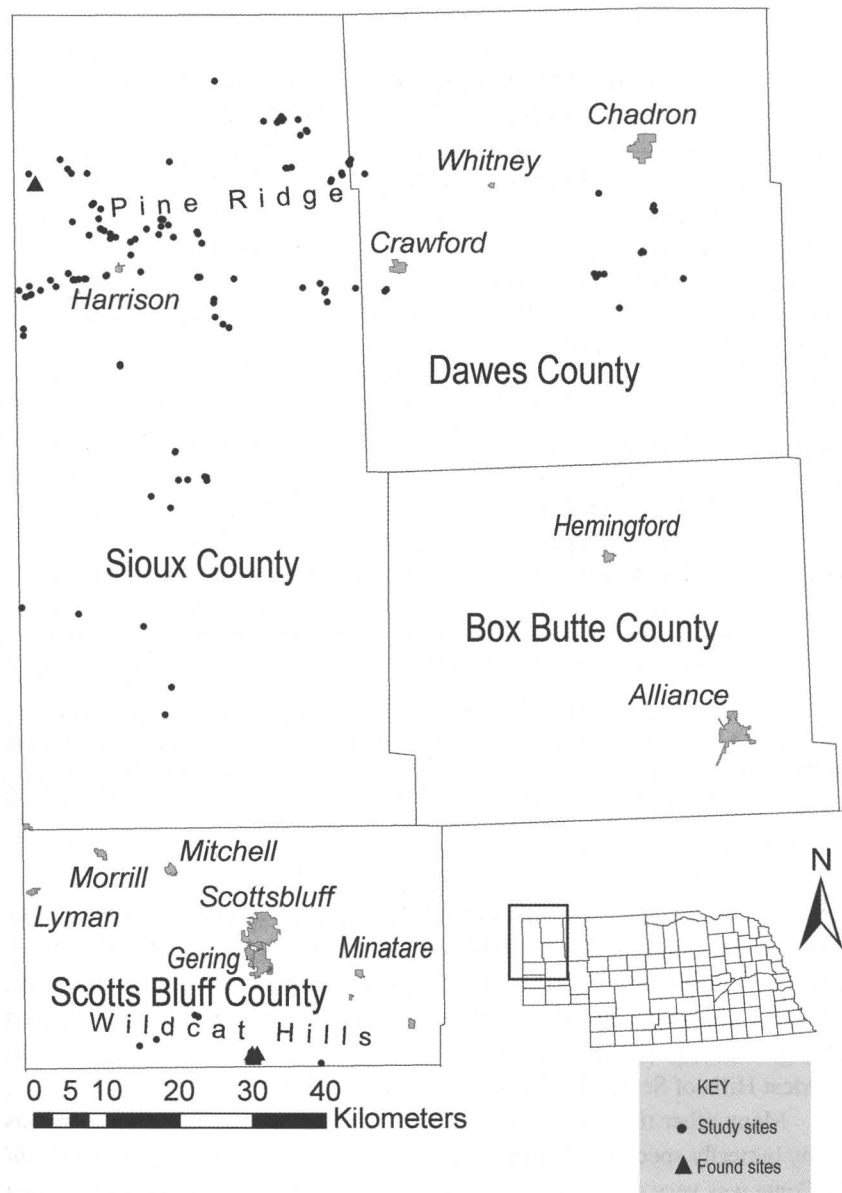 Chadron
Whitney
Pine Ridge
Crawford
Harrison
Dawes County
Hemingford
Sioux County
Box Butte County
Alliance
Mitchell
Morrill
Scottsbluff
Lyman
Gering
Minatare
Scotts Bluff County
Wildcat Hills
N
0 5 10 20 30 40
Kilometers
KEY
Study sites
Found sites